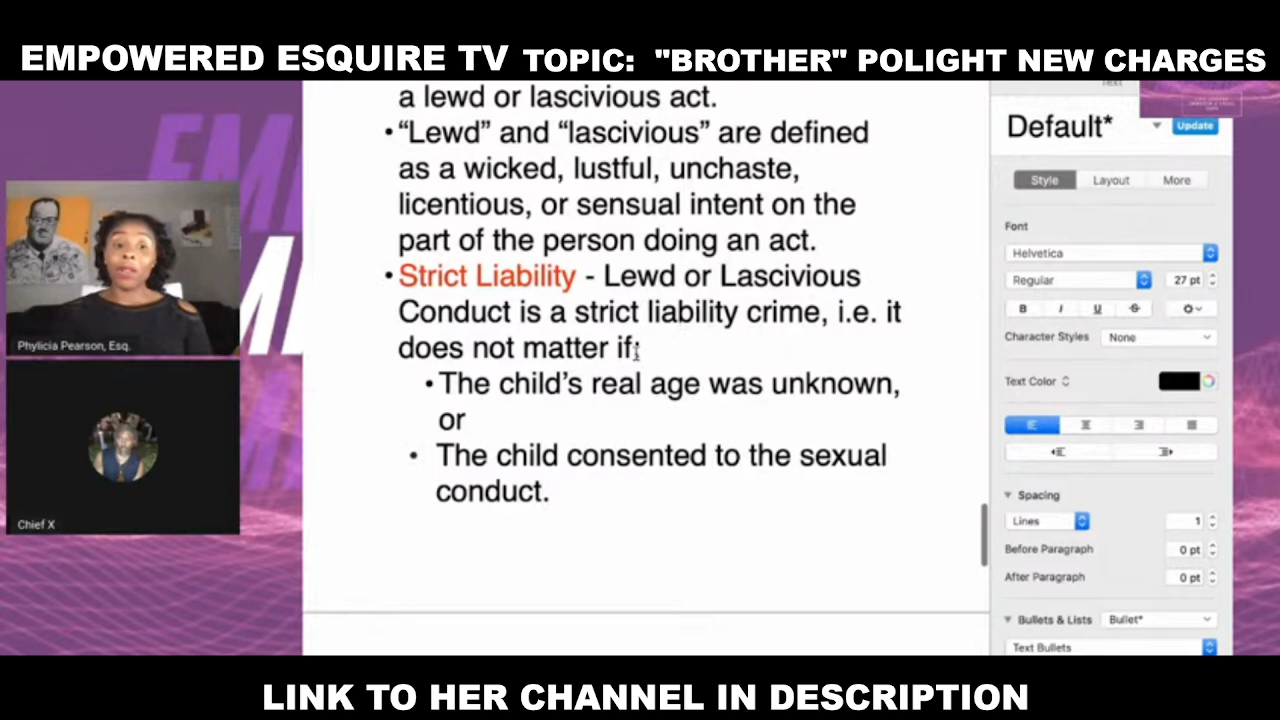 EMPOWERED ESQUIRE TV TOPIC: "BROTHER" POLIGHT NEW CHARGES
a lewd or lascivious act.
•“Lewd” and “lascivious” are defined
as a wicked, lustful, unchaste,
licentious, or sensual intent on the
part of the person doing an act.
•Strict Liability - Lewd or Lascivious
Conduct is a strict liability crime, i.e. it
does not matter if:
•The child’s real age was unknown,
or
• The child consented to the sexual
conduct.
Phylicia Pearson, Esq.
Chief X
Text
Default*
Update
Style
Layout
More
Font
Helvetica
Regular
27 pt
B I U S
Character Styles
None
Text Color
Spacing
Lines
1
Before Paragraph
0 pt
After Paragraph
0 pt
Bullets & Lists
Bullet*
Text Bullets
LINK TO HER CHANNEL IN DESCRIPTION